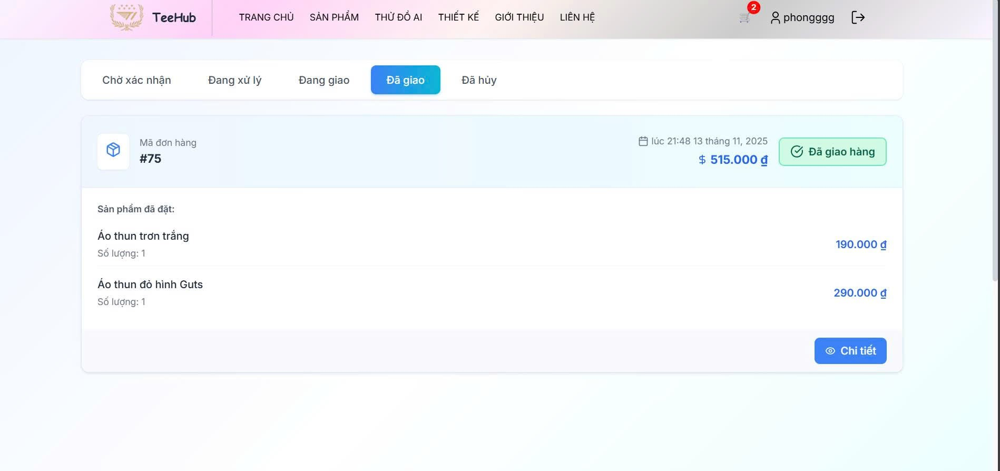 TeeHub
TRANG CHỦ SẢN PHẨM THỬ ĐỒ AI THIẾT KẾ GIỚI THIỆU LIÊN HỆ
2
phongggg
Chờ xác nhận Đang xử lý Đang giao Đã giao Đã hủy
Mã đơn hàng
#75
lúc 21:48 13 tháng 11, 2025
$ 515.000 ₫
Đã giao hàng
Sản phẩm đã đặt:
Áo thun trơn trắng
Số lượng: 1
190.000 ₫
Áo thun đỏ hình Guts
Số lượng: 1
290.000 ₫
Chi tiết